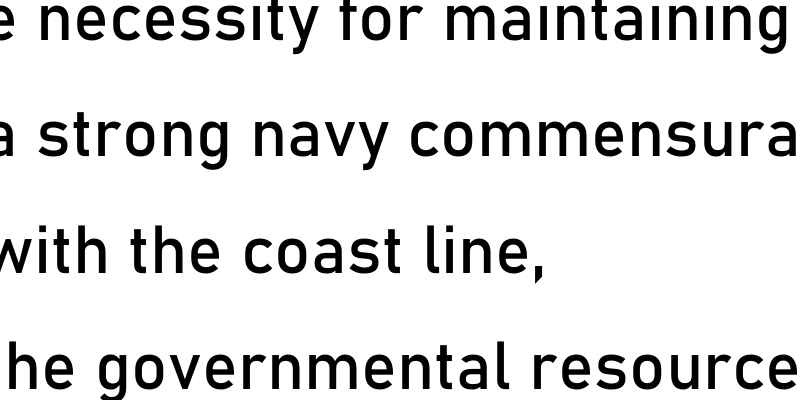 e necessity for maintaining
a strong navy commensura
with the coast line,
he governmental resource